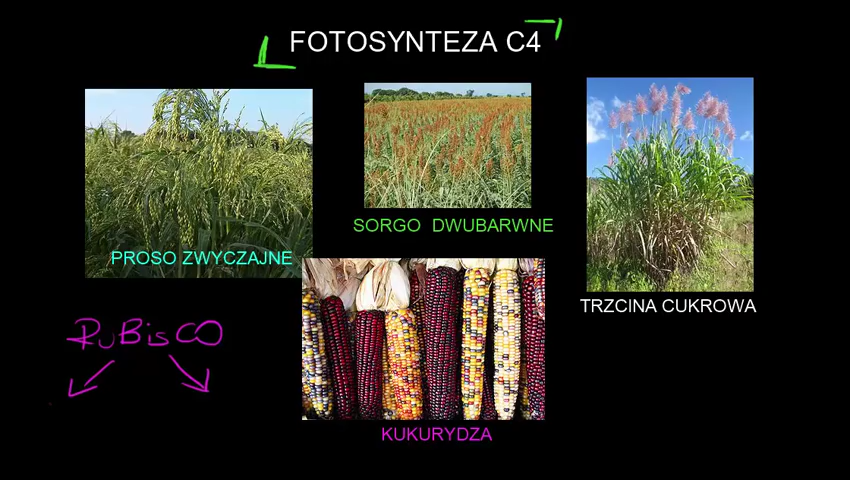 FOTOSYNTEZA C4
SORGO DWUBARWNE
PROSO ZWYCZAJNE
TRZCINA CUKROWA
RuBisCO
KUKURYDZA